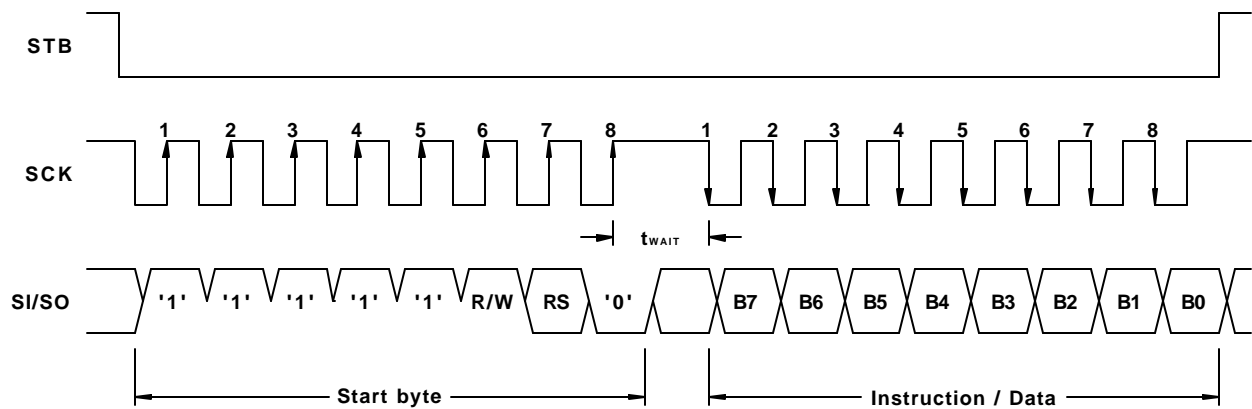 STB
1 2 3 4 5 6 7 8 1 2 3 4 5 6 7 8
SCK
tWAIT
SI/SO '1' '1' '1' '1' '1' R/W RS '0' B7 B6 B5 B4 B3 B2 B1 B0
Start byte Instruction / Data